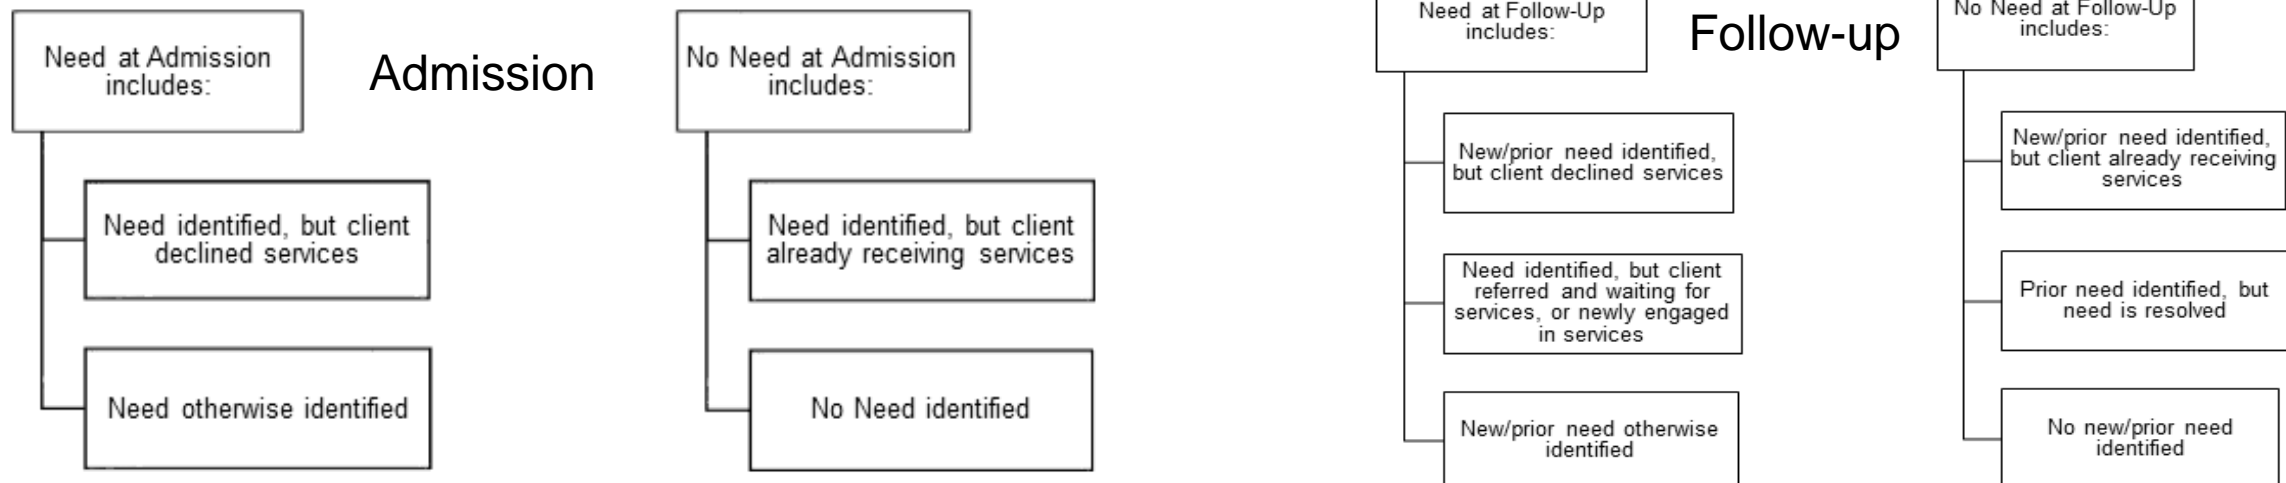 Need at Admission
includes:
Admission
No Need at Admission
includes:
Need identified, but client
declined services
Need identified, but client
already receiving services
Need otherwise identified
No Need identified
Need at Follow-Up
includes:
Follow-up
No Need at Follow-Up
includes:
New/prior need identified,
but client declined services
New/prior need identified,
but client already receiving
services
Need identified, but client
referred and waiting for
services, or newly engaged
in services
Prior need identified, but
need is resolved
New/prior need otherwise
identified
No new/prior need
identified